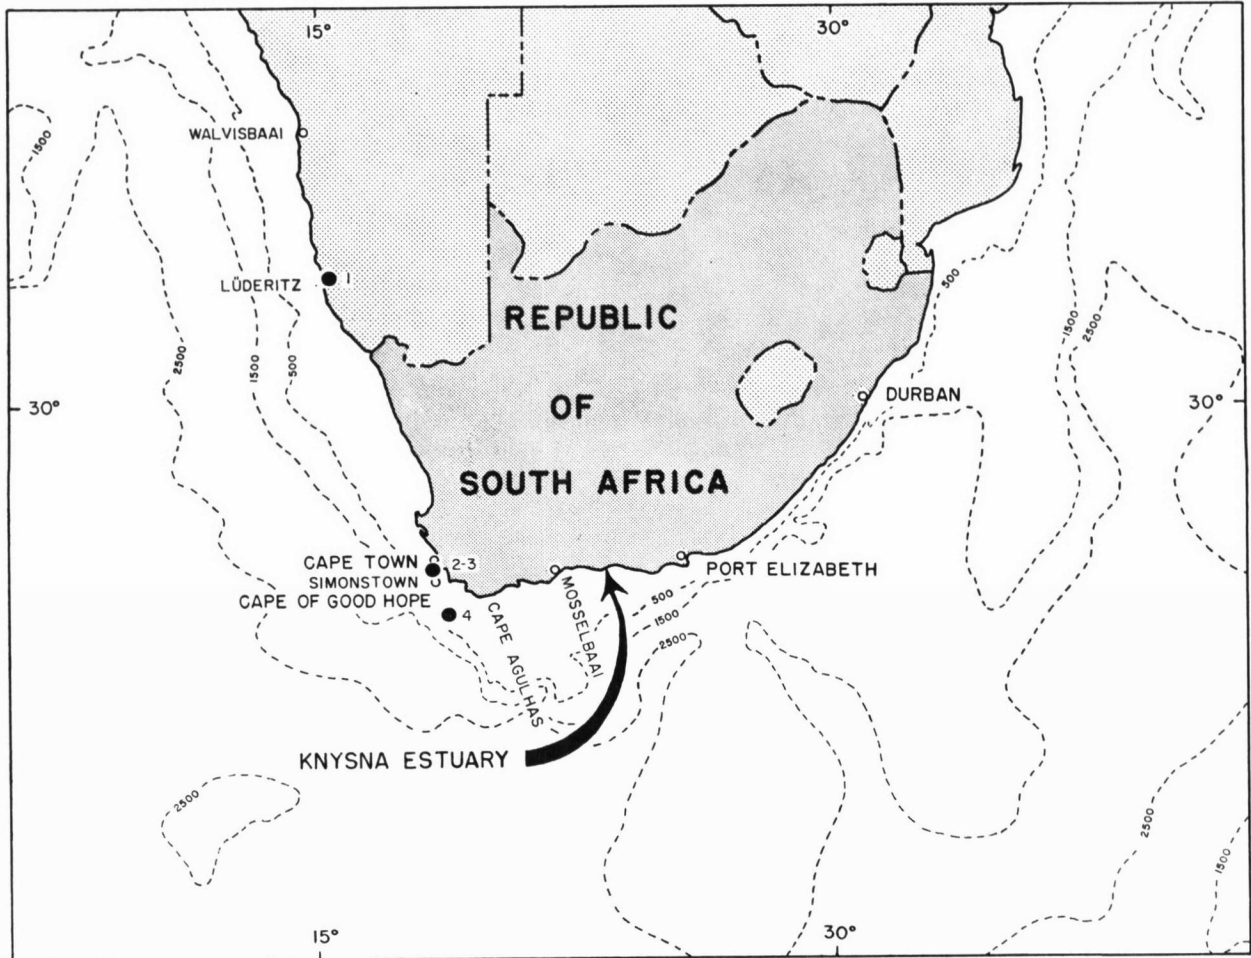 15°
30°
1500
WALVISBAAI
LÜDERITZ
1
500
2500
1500
500
1500
2500
REPUBLIC
OF
SOUTH AFRICA
30°
30°
DURBAN
CAPE TOWN
2-3
SIMONSTOWN
CAPE OF GOOD HOPE
4
PORT ELIZABETH
CAPE AGULHAS
MOSSELBAAI
500
1500
2500
KNYSNA ESTUARY
2500
2500
1500
15°
30°